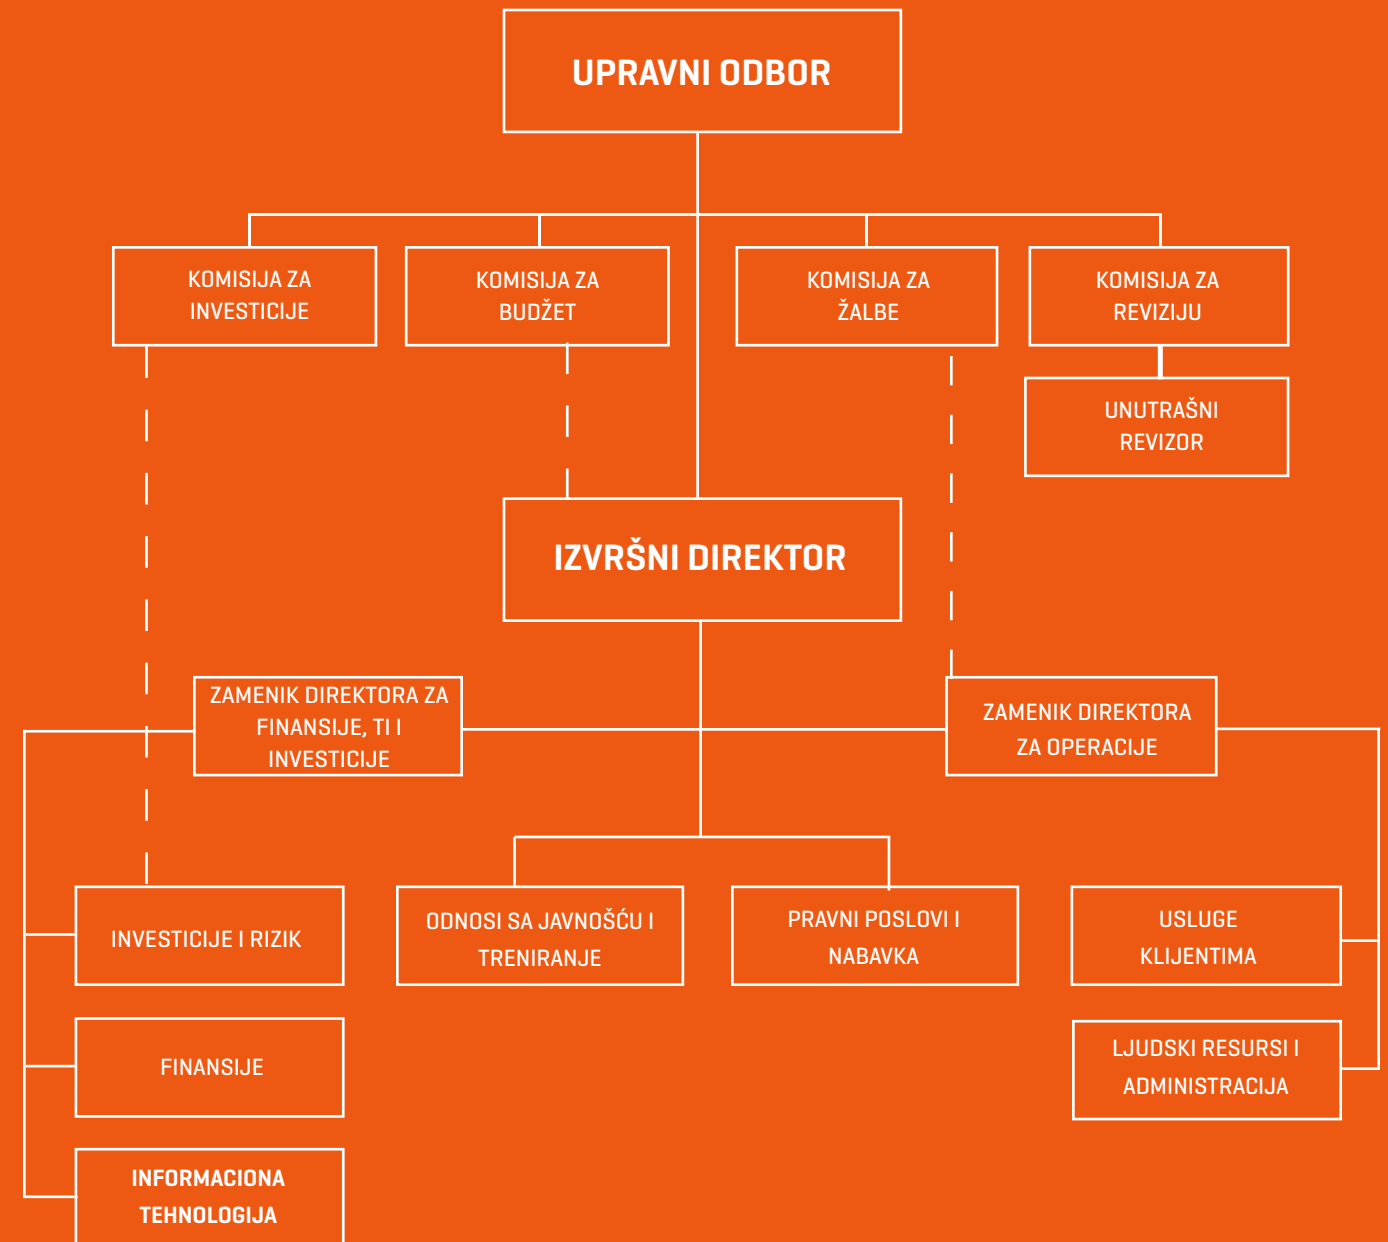 UPRAVNI ODBOR
KOMISIJA ZA
INVESTICIJE
KOMISIJA ZA
BUDŽET
KOMISIJA ZA
ŽALBE
KOMISIJA ZA
REVIZIJU
UNUTRAŠNI
REVIZOR
IZVRŠNI DIREKTOR
ZAMENIK DIREKTORA ZA
FINANSIJE, TI I
INVESTICIJE
ZAMENIK DIREKTORA
ZA OPERACIJE
INVESTICIJE I RIZIK
ODNOSI SA JAVNOŠĆU I
TRENIRANJE
PRAVNI POSLOVI I
NABAVKA
USLUGE
KLIJENTIMA
FINANSIJE
LJUDSKI RESURSI I
ADMINISTRACIJA
INFORMACIONA
TEHNOLOGIJA